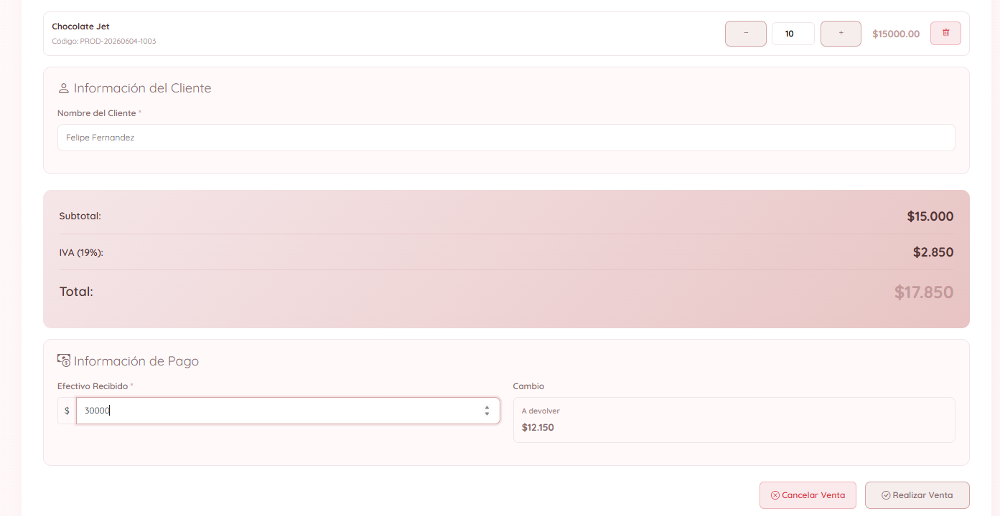 Chocolate Jet
Código: PROD-20260604-1003
− 10 + $15000.00
Información del Cliente
Nombre del Cliente *
Felipe Fernandez
Subtotal: $15.000
IVA (19%): $2.850
Total: $17.850
Información de Pago
Efectivo Recibido *
$ 30000
Cambio
A devolver
$12.150
Cancelar Venta
Realizar Venta